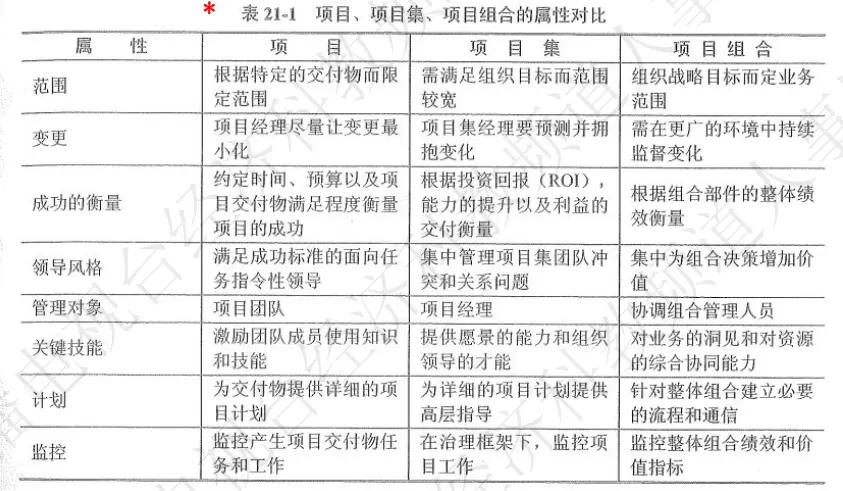 * 表 21-1 项目、项目集、项目组合的属性对比
属 性 项 目 项 目 集 项目组合
范围 根据特定的交付物而限定范围 需满足组织目标而范围较宽 组织战略目标而定业务范围
变更 项目经理尽量让变更最小化 项目集经理要预测并拥抱变化 需在更广的环境中持续监督变化
成功的衡量 约定时间、预算以及项目交付物满足程度衡量项目的成功 根据投资回报（ROI），能力的提升以及利益的交付衡量 根据组合部件的整体绩效衡量
领导风格 满足成功标准的面向任务指令性领导 集中管理项目集团队冲突和关系问题 集中为组合决策增加价值
管理对象 项目团队 项目经理 协调组合管理人员
关键技能 激励团队成员使用知识和技能 提供愿景的能力和组织领导的才能 对业务的洞见和对资源的综合协同能力
计划 为交付物提供详细的项目计划 为详细的项目计划提供高层指导 针对整体组合建立必要的流程和通信
监控 监控产生项目交付物任务和工作 在治理框架下，监控项目工作 监控整体组合绩效和价值指标